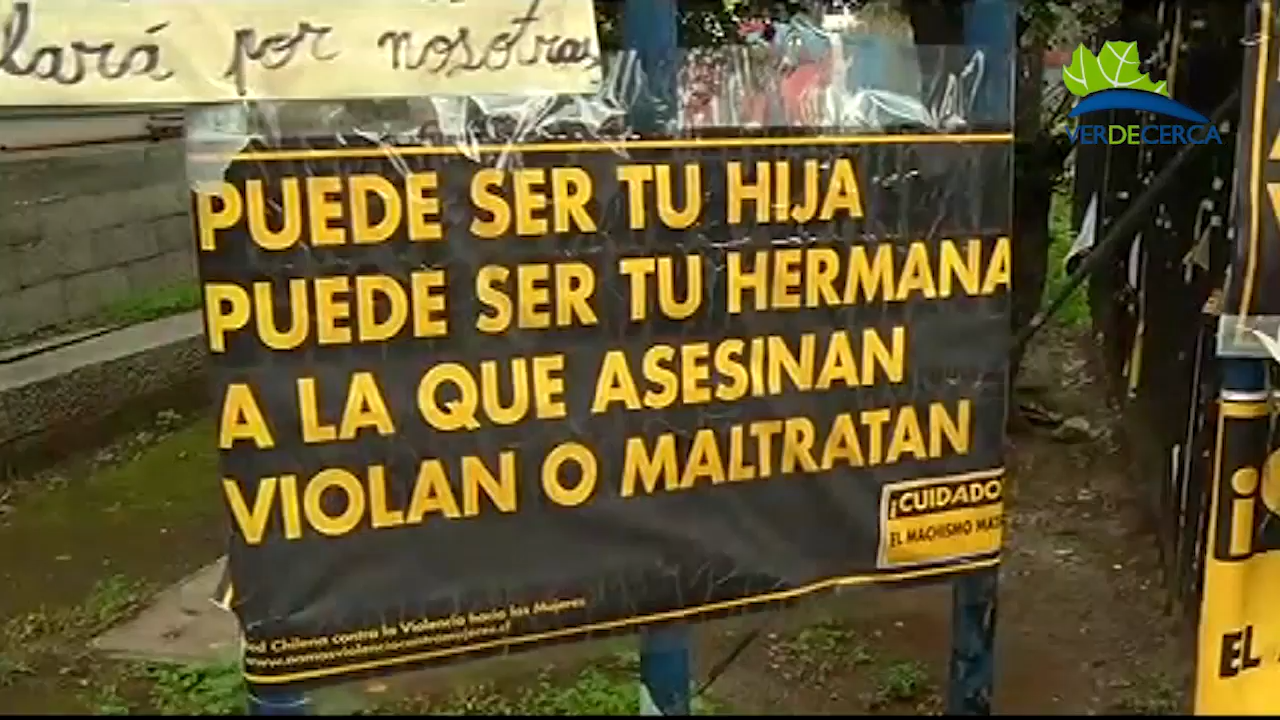 lará por nosotras
VERDECERCA
PUEDE SER TU HIJA
PUEDE SER TU HERMANA
A LA QUE ASESINAN
VIOLAN O MALTRATAN
¡CUIDADO
EL MACHISMO MATA
Chilena contra la Violencia hacia las Mujeres
EL